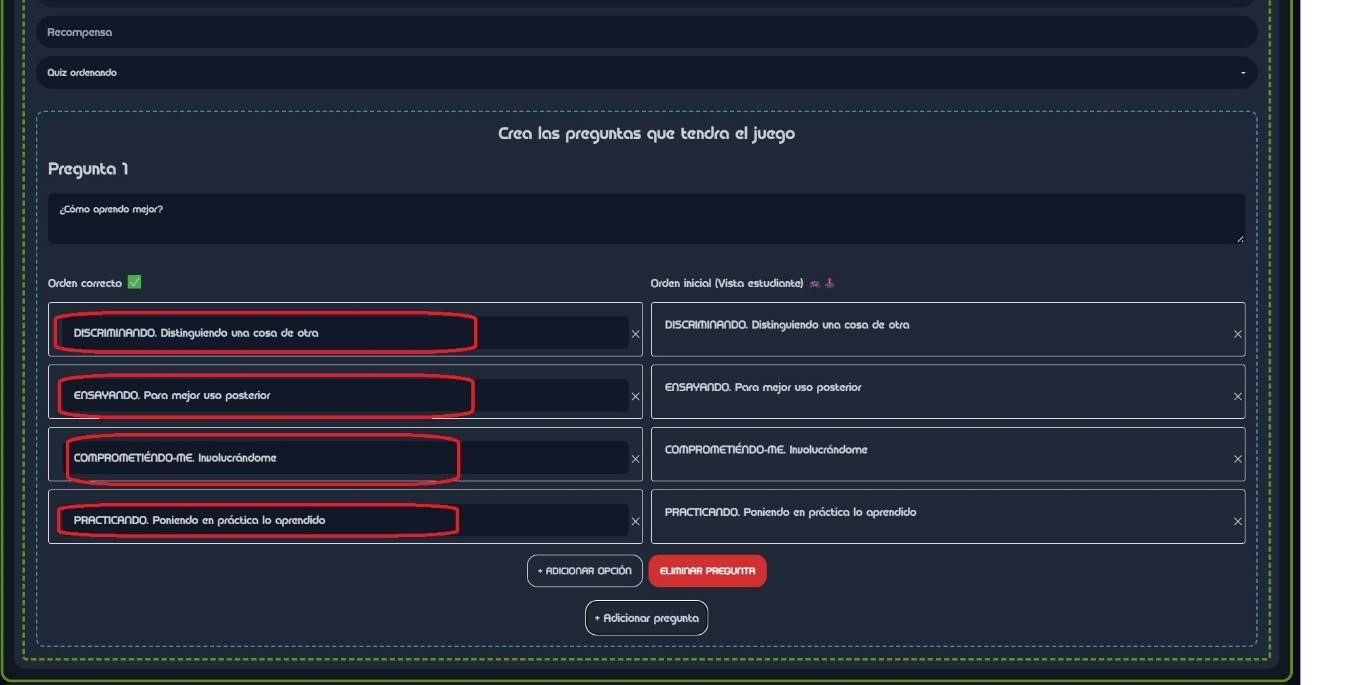 Recompensa
Quiz ordenando
Crea las preguntas que tendra el juego
Pregunta 1
¿Cómo aprendo mejor?
Orden correcto ✅
Orden inicial (Vista estudiante) 🎮 🕹️
DISCRIMINANDO. Distinguiendo una cosa de otra
DISCRIMINANDO. Distinguiendo una cosa de otra
ENSAYANDO. Para mejor uso posterior
ENSAYANDO. Para mejor uso posterior
COMPROMETIÉNDO-ME. Involucrándome
COMPROMETIÉNDO-ME. Involucrándome
PRACTICANDO. Poniendo en práctica lo aprendido
PRACTICANDO. Poniendo en práctica lo aprendido
+ ADICIONAR OPCIÓN
ELIMINAR PREGUNTA
+ Adicionar pregunta